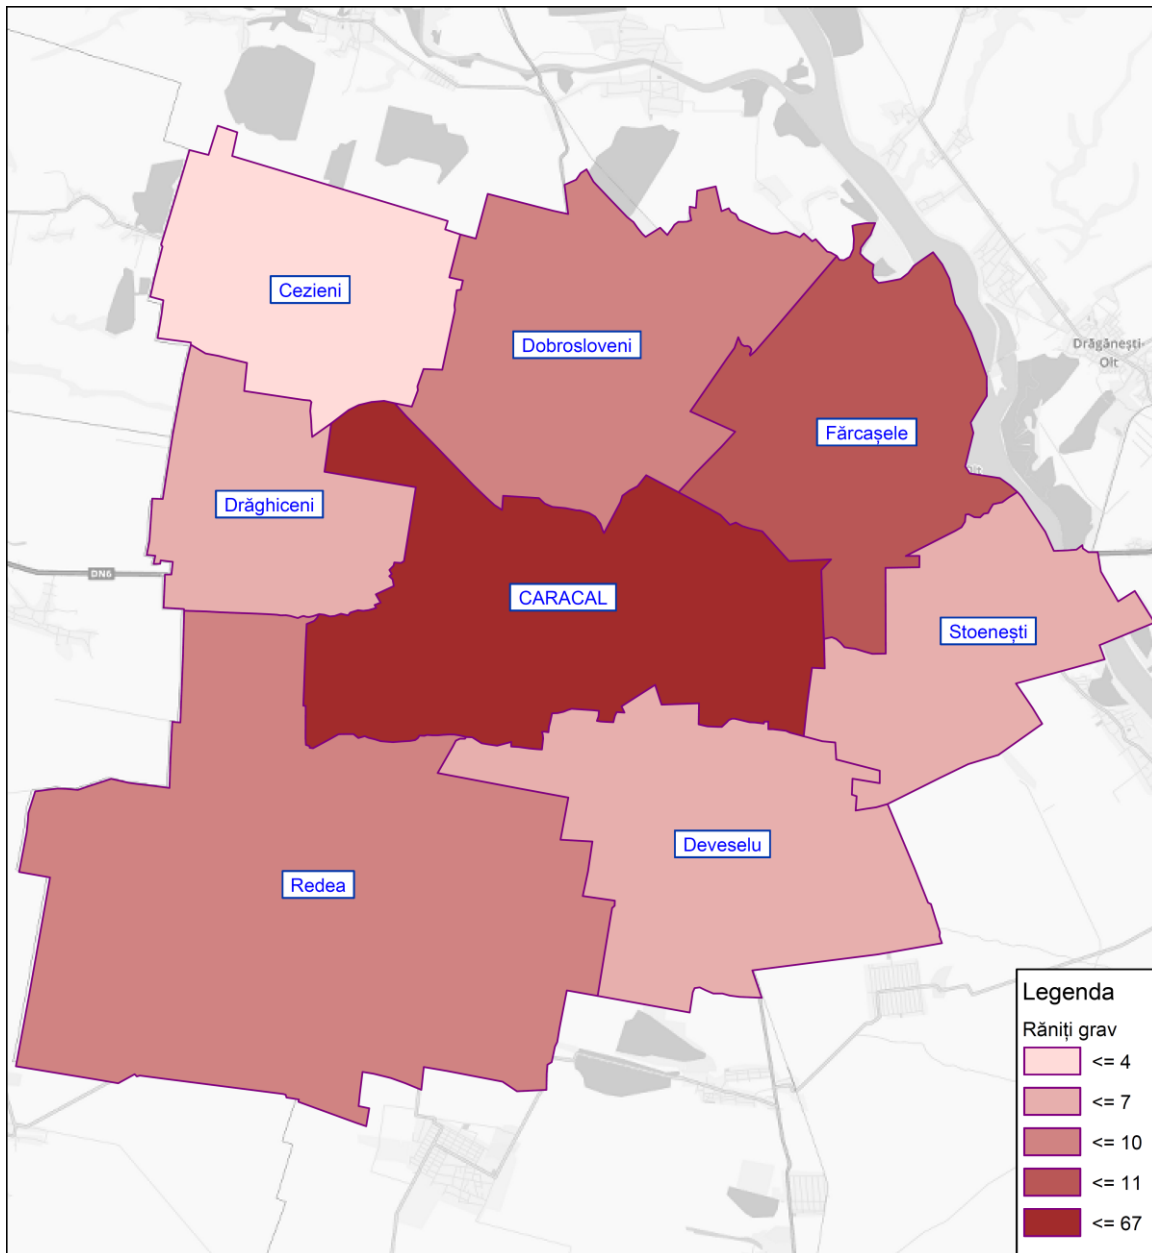 Cezieni
Dobrosloveni
Drăgănești-
Olt
Fărcașele
Drăghiceni
DN6
CARACAL
Stoenești
Deveselu
Redea
Legenda
Răniți grav
<= 4
<= 7
<= 10
<= 11
<= 67